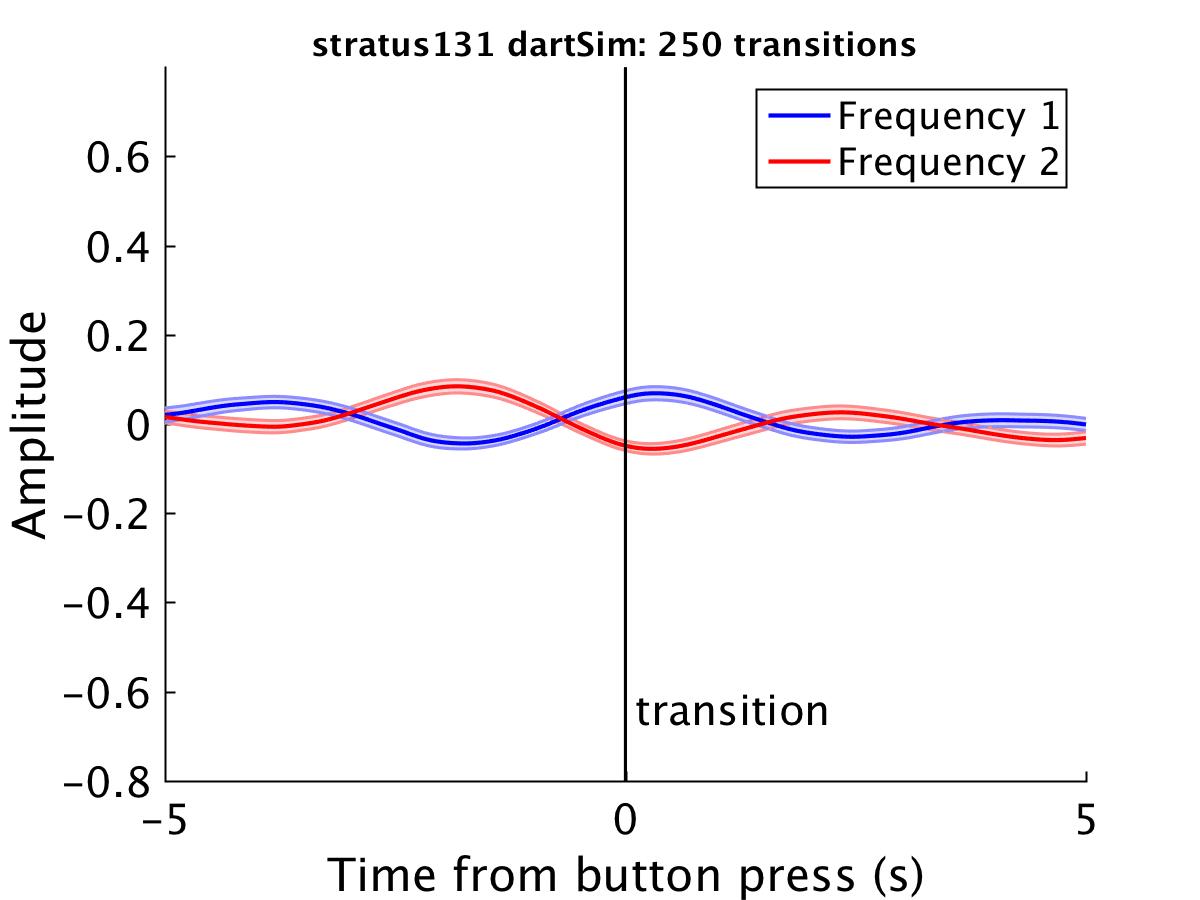 stratus131 dartSim: 250 transitions
Frequency 1
Frequency 2
0.6
0.4
0.2
0
−0.2
−0.4
−0.6
−0.8
Amplitude
transition
−5
0
5
Time from button press (s)